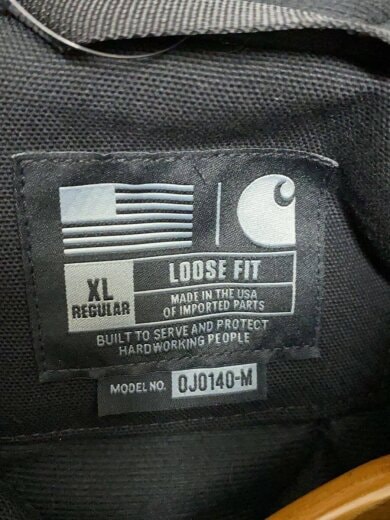 XL
REGULAR
LOOSE FIT
MADE IN THE USA
OF IMPORTED PARTS
BUILT TO SERVE AND PROTECT
HARDWORKING PEOPLE
MODEL NO. 0J0140-M